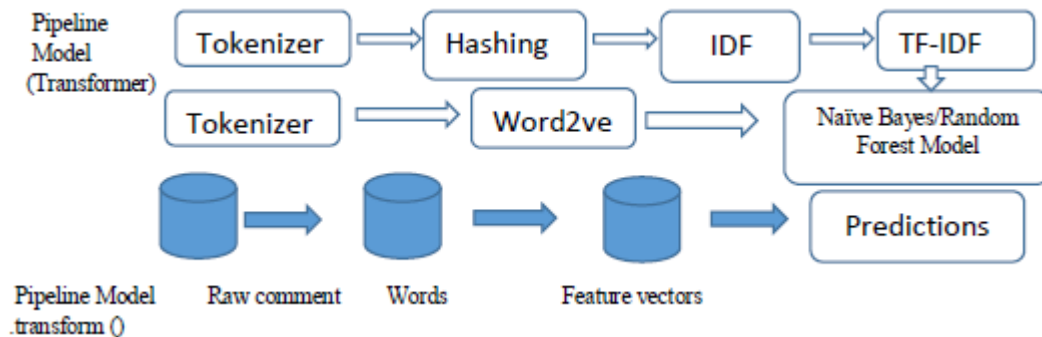 Pipeline
Model
(Transformer)
Tokenizer
Hashing
IDF
TF-IDF
Tokenizer
Word2ve
Naïve Bayes/Random
Forest Model
Predictions
Pipeline Model
.transform ()
Raw comment
Words
Feature vectors